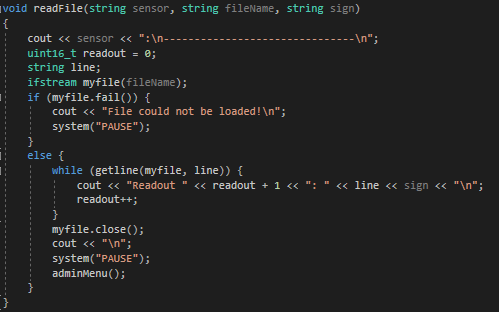 void readFile(string sensor, string fileName, string sign)
{
cout << sensor << ":\n-------------------------------\n";
uint16_t readout = 0;
string line;
ifstream myfile(fileName);
if (myfile.fail()) {
cout << "File could not be loaded!\n";
system("PAUSE");
}
else {
while (getline(myfile, line)) {
cout << "Readout " << readout + 1 << ": " << line << sign << "\n";
readout++;
}
myfile.close();
cout << "\n";
system("PAUSE");
adminMenu();
}
}